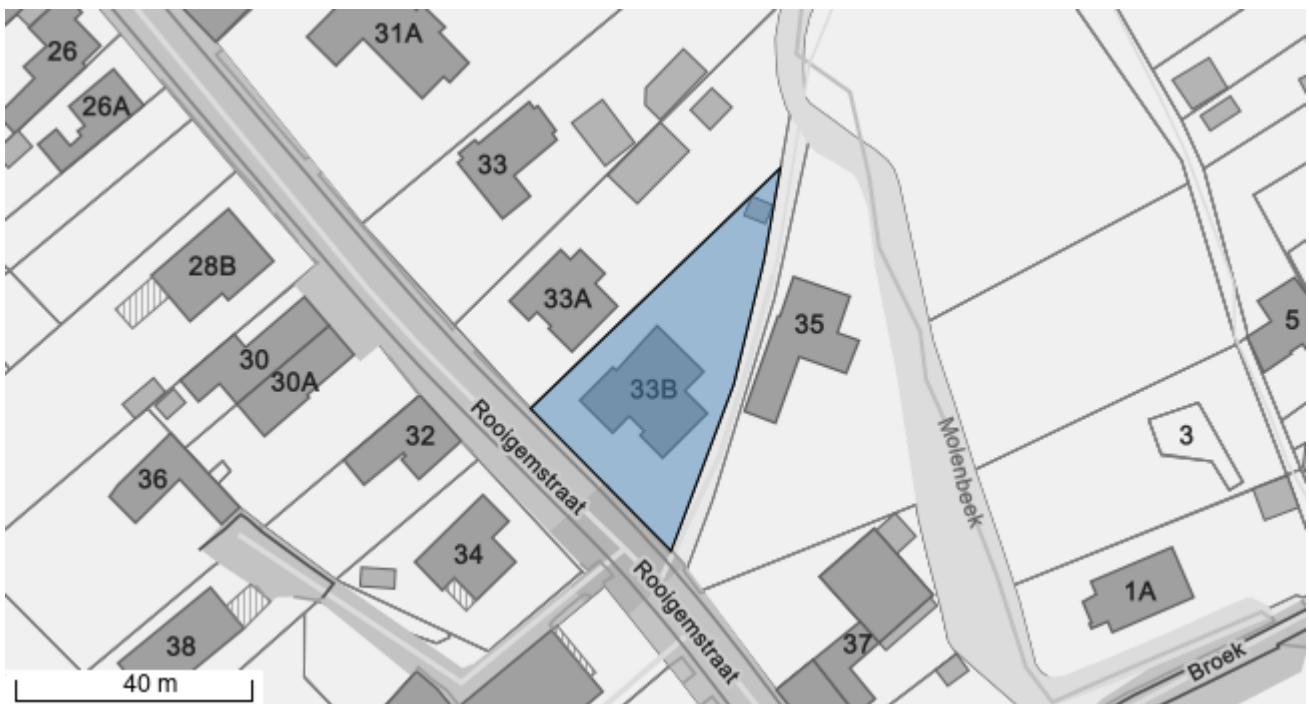 31A
26
26A
33
28B
33A
35
5
30
30A
33B
Rooigemstraat
32
3
Molenbeek
36
34
Rooigemstraat
1A
38
37
Broek
40 m